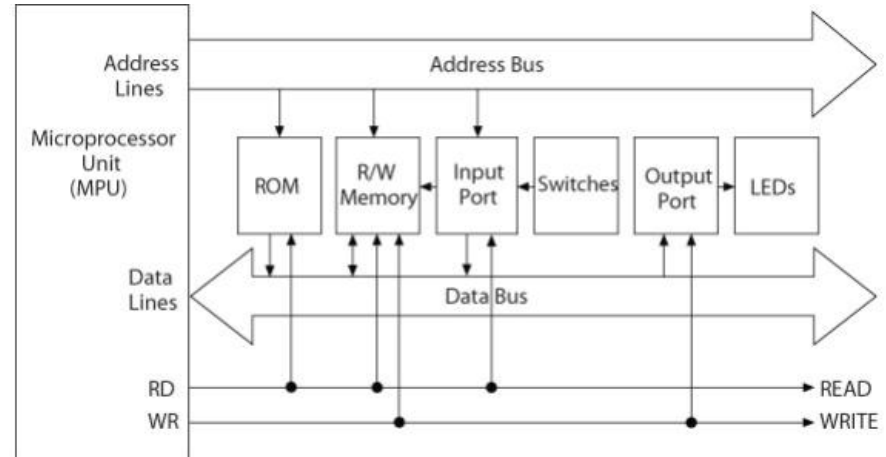 Address Bus
Address
Lines
Microprocessor
Unit
(MPU)
ROM
R/W
Memory
Input
Port
Switches
Output
Port
LEDs
Data
Lines
Data Bus
RD
READ
WR
WRITE